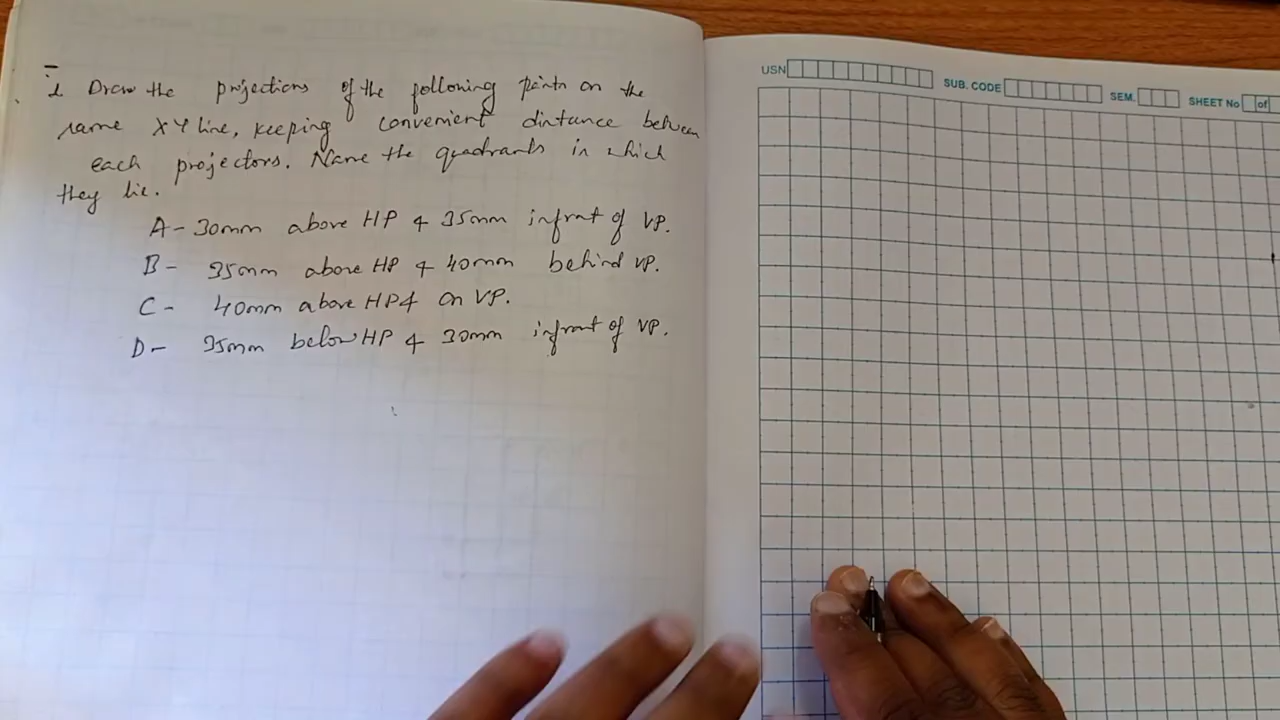 1. Draw the projections of the following points on the
same XY line, keeping convenient distance between
each projectors. Name the quadrants in which
they lie.
A - 30mm above HP & 35mm infront of VP.
B - 35mm above HP & 40mm behind VP.
C - 40mm above HP & on VP.
D - 35mm below HP & 30mm infront of VP.
USN SUB. CODE SEM. SHEET No of